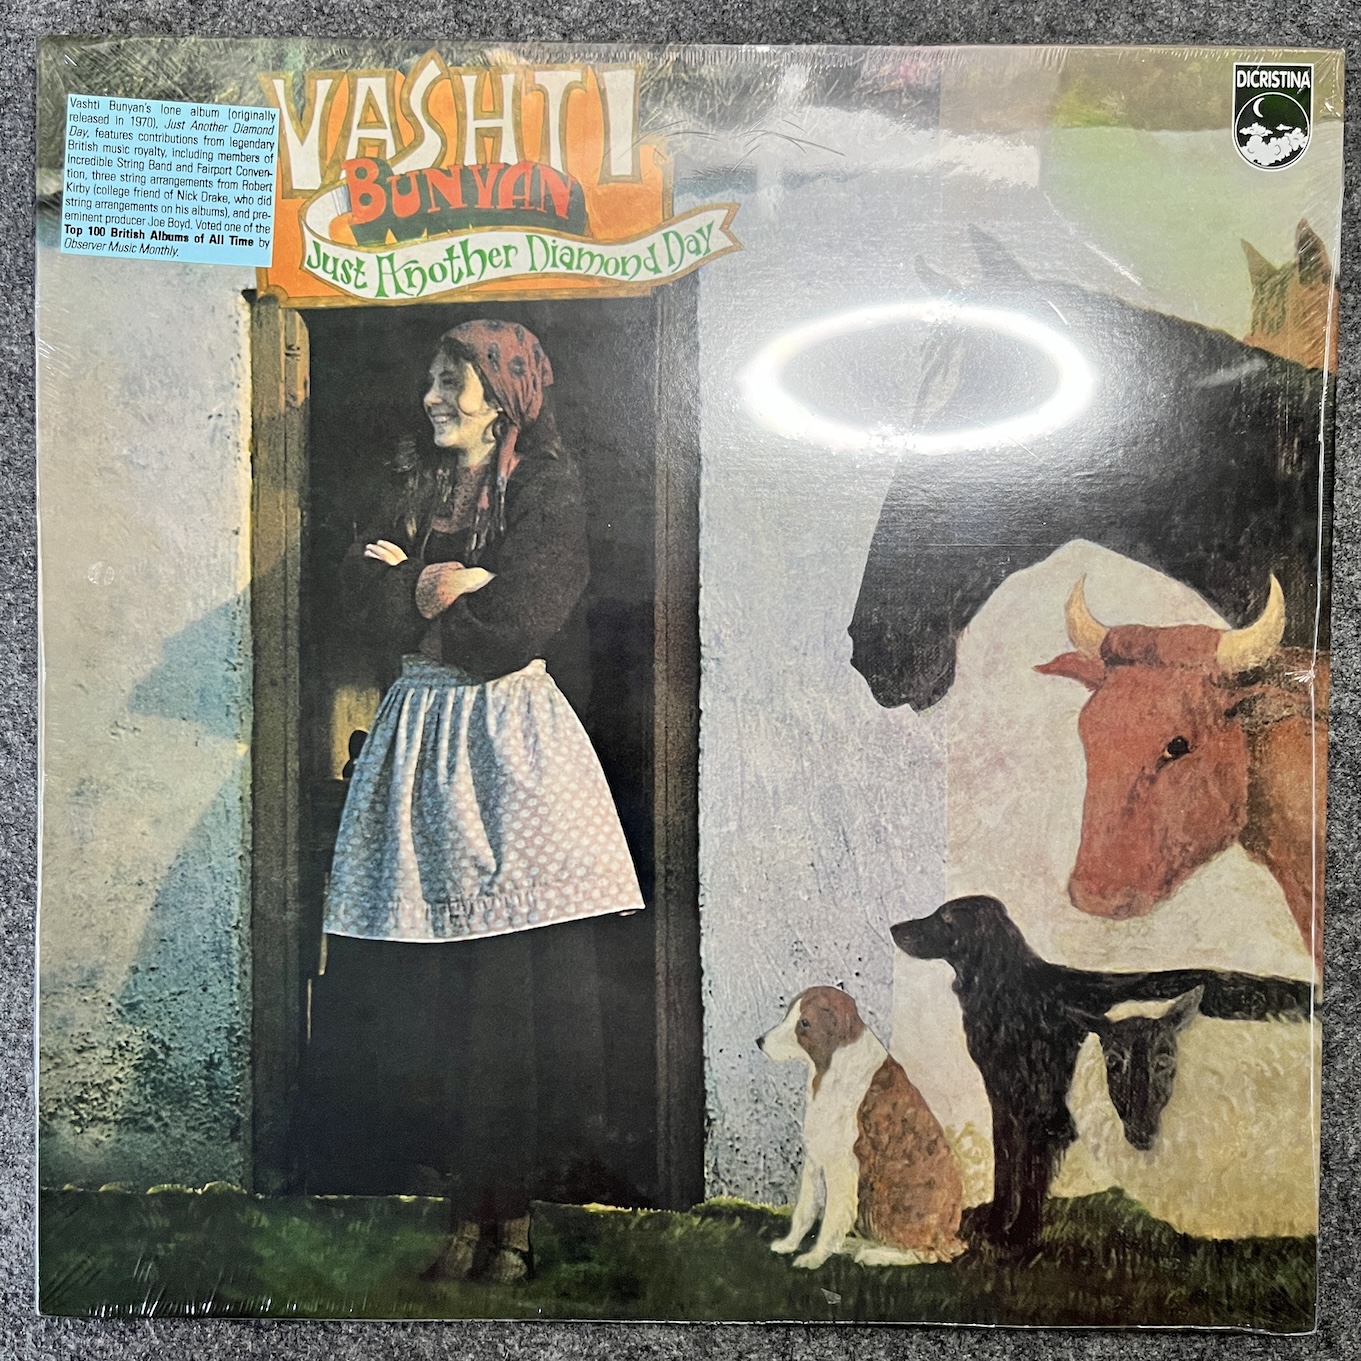 VASHTI
BUNYAN
Just Another Diamond Day
DICRISTINA
Vashti Bunyan's lone album (originally
released in 1970), Just Another Diamond
Day, features contributions from legendary
British music royalty, including members of
Incredible String Band and Fairport Conven-
tion, three string arrangements from Robert
Kirby (college friend of Nick Drake, who did
string arrangements on his albums), and pre-
eminent producer Joe Boyd. Voted one of the
Top 100 British Albums of All Time by
Observer Music Monthly.